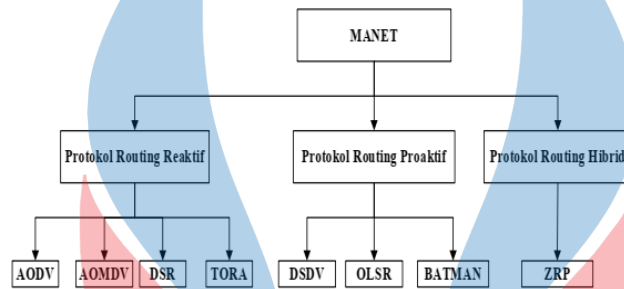 MANET
Protokol Routing Reaktif
Protokol Routing Proaktif
Protokol Routing Hibrid
AODV
AOMDV
DSR
TORA
DSDV
OLSR
BATMAN
ZRP